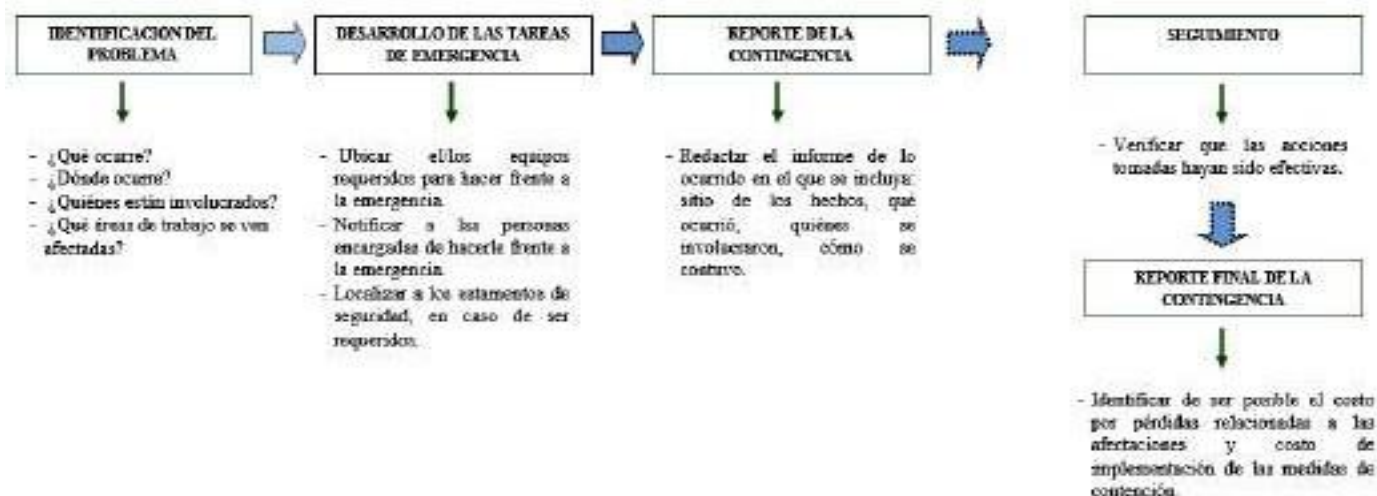 IDENTIFICACION DEL
PROBLEMA
- ¿Qué ocurre?
- ¿Dónde ocurre?
- ¿Quiénes están involucrados?
- ¿Qué áreas de trabajo se ven
afectadas?
DESARROLLO DE LAS TAREAS
DE EMERGENCIA
- Ubicar el/los equipos
requeridos para hacer frente a
la emergencia.
- Notificar a las personas
encargadas de hacerle frente a
la emergencia.
- Localizar a los estamentos de
seguridad, en caso de ser
requeridos.
REPORTE DE LA
CONTINGENCIA
- Redactar el informe de lo
ocurrido en el que se incluya:
sitio de los hechos, qué
ocurrió, quiénes se
involucraron, cómo se
contuvo.
SEGUIMIENTO
- Verificar que las acciones
tomadas hayan sido efectivas.
REPORTE FINAL DE LA
CONTINGENCIA
- Identificar de ser posible el costo
por pérdidas relacionadas a las
afectaciones y costo de
implementación de las medidas de
contención.